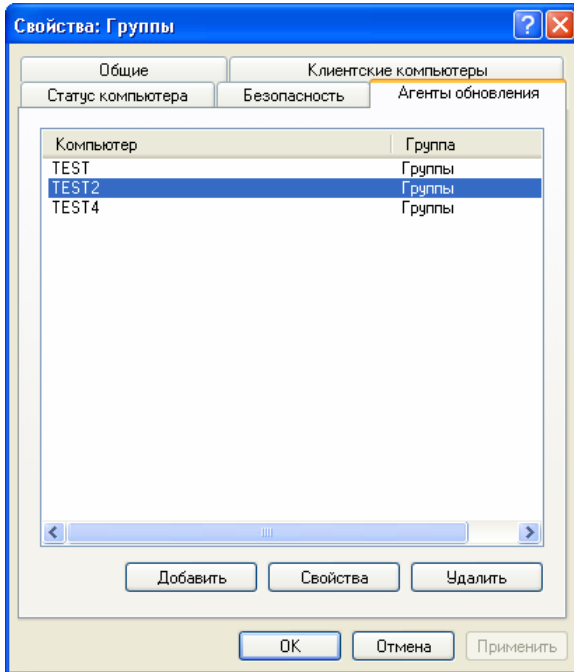 Свойства: Группы
Общие Клиентские компьютеры
Статус компьютера Безопасность Агенты обновления
Компьютер Группа
TEST Группы
TEST2 Группы
TEST4 Группы
Добавить Свойства Удалить
OK Отмена Применить